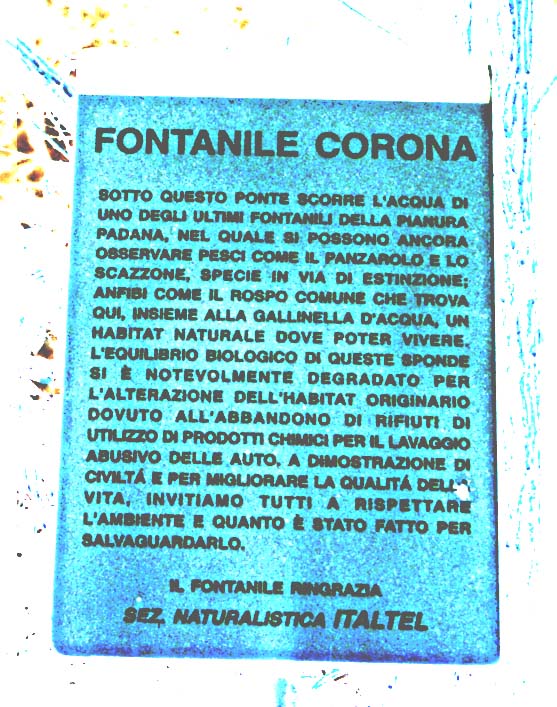 FONTANILE CORONA
SOTTO QUESTO PONTE SCORRE L'ACQUA DI
UNO DEGLI ULTIMI FONTANILI DELLA PIANURA
PADANA, NEL QUALE SI POSSONO ANCORA
OSSERVARE PESCI COME IL PANZAROLO E LO
SCAZZONE, SPECIE IN VIA DI ESTINZIONE;
ANFIBI COME IL ROSPO COMUNE CHE TROVA
QUI, INSIEME ALLA GALLINELLA D'ACQUA, UN
HABITAT NATURALE DOVE POTER VIVERE.
L'EQUILIBRIO BIOLOGICO DI QUESTE SPONDE
SI È NOTEVOLMENTE DEGRADATO PER
L'ALTERAZIONE DELL'HABITAT ORIGINARIO
DOVUTO ALL'ABBANDONO DI RIFIUTI DI
UTILIZZO DI PRODOTTI CHIMICI PER IL LAVAGGIO
ABUSIVO DELLE AUTO. A DIMOSTRAZIONE DI
CIVILTÁ E PER MIGLIORARE LA QUALITÁ DELLA
VITA, INVITIAMO TUTTI A RISPETTARE
L'AMBIENTE E QUANTO È STATO FATTO PER
SALVAGUARDARLO.
IL FONTANILE RINGRAZIA
SEZ. NATURALISTICA ITALTEL